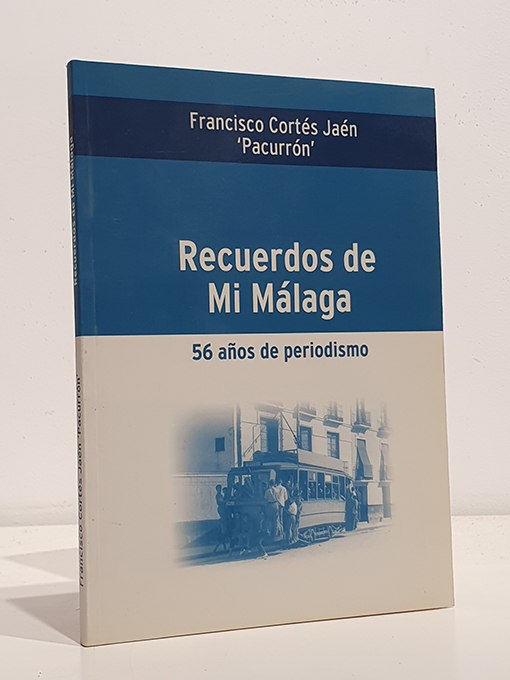 Francisco Cortés Jaén
‘Pacurrón’
Recuerdos de
Mi Málaga
56 años de periodismo
Recuerdos de Mi Málaga
Francisco Cortés Jaén ‘Pacurrón’